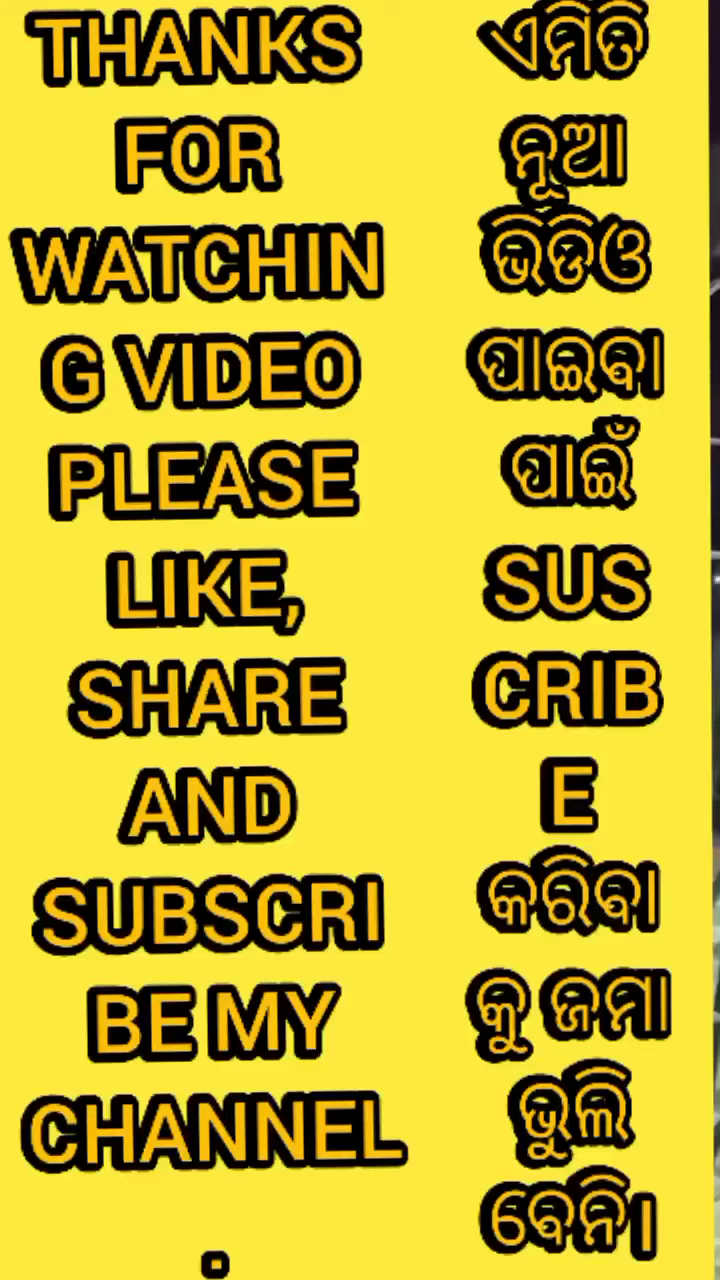 THANKS
FOR
WATCHIN
G VIDEO
PLEASE
LIKE,
SHARE
AND
SUBSCRI
BE MY
CHANNEL
.
ଏମିତି
ନୂଆ
ଭିଡିଓ
ପାଇବା
ପାଇଁ
SUS
CRIB
E
କରିବା
କୁ ଜମା
ଭୁଲି
ବେନି।